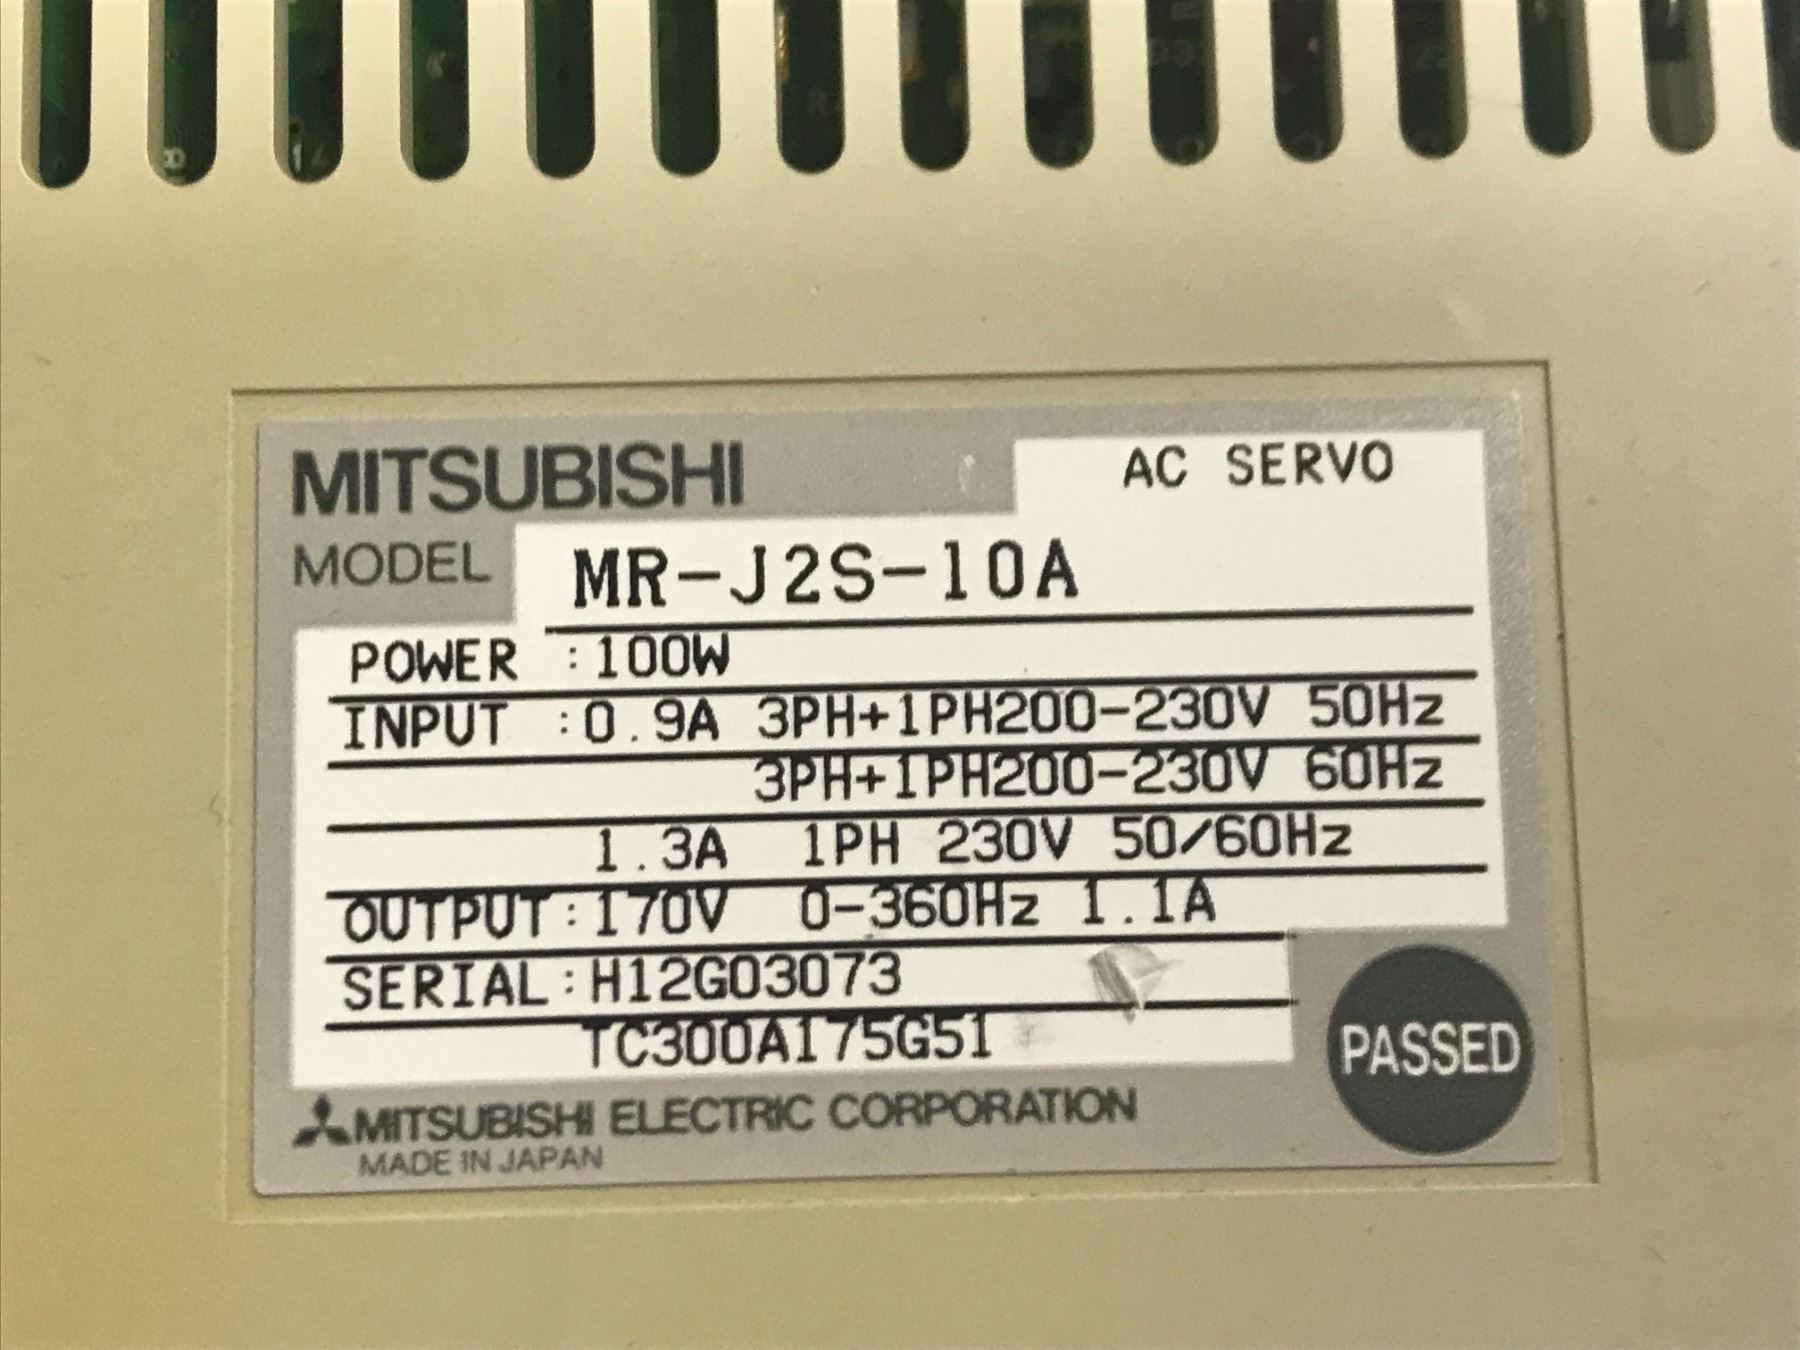 MITSUBISHI
AC SERVO
MODEL MR-J2S-10A
POWER :100W
INPUT :0.9A 3PH+1PH200-230V 50Hz
3PH+1PH200-230V 60Hz
1.3A 1PH 230V 50/60Hz
OUTPUT:170V 0-360Hz 1.1A
SERIAL:H12G03073
TC300A175G51
PASSED
MITSUBISHI ELECTRIC CORPORATION
MADE IN JAPAN